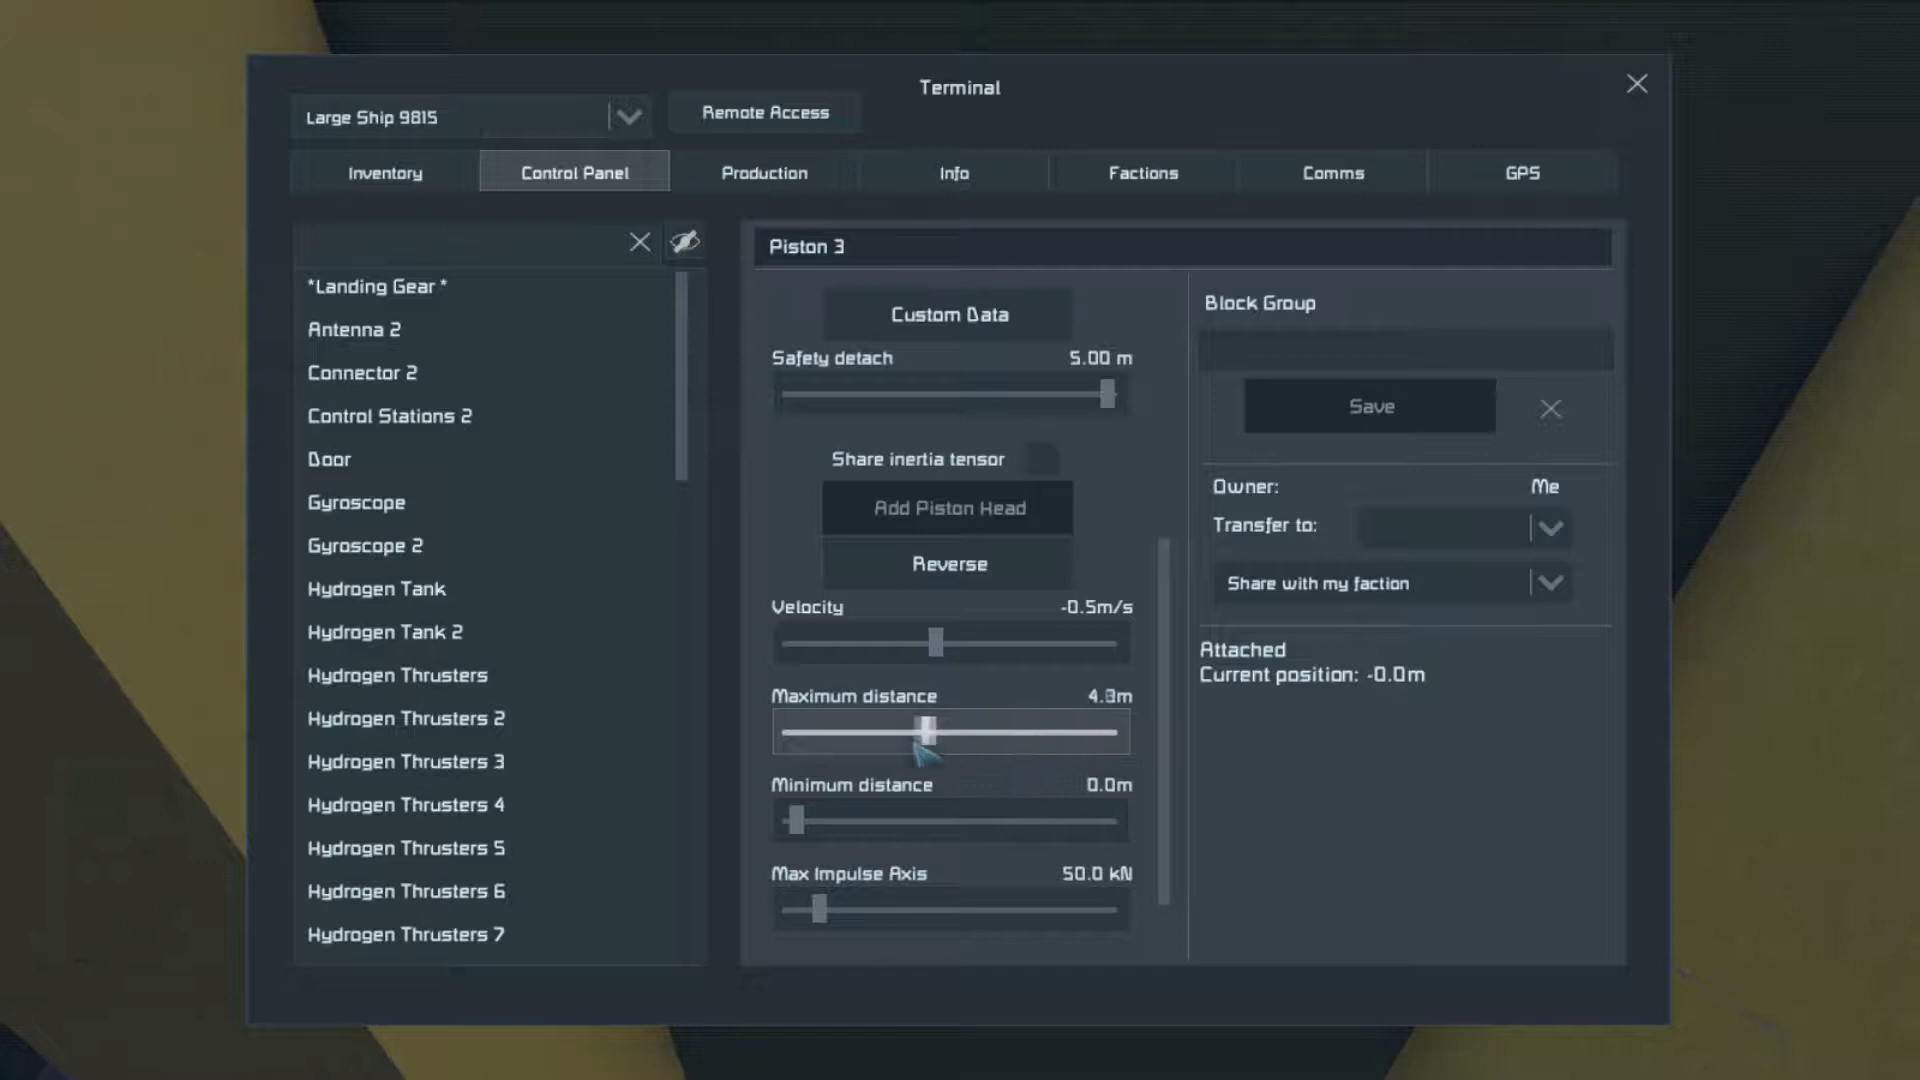 Terminal
Large Ship 9815
Remote Access
Inventory
Control Panel
Production
Info
Factions
Comms
GPS
*Landing Gear *
Antenna 2
Connector 2
Control Stations 2
Door
Gyroscope
Gyroscope 2
Hydrogen Tank
Hydrogen Tank 2
Hydrogen Thrusters
Hydrogen Thrusters 2
Hydrogen Thrusters 3
Hydrogen Thrusters 4
Hydrogen Thrusters 5
Hydrogen Thrusters 6
Hydrogen Thrusters 7
Piston 3
Custom Data
Safety detach 5.00 m
Share inertia tensor
Add Piston Head
Reverse
Velocity -0.5m/s
Maximum distance 4.3m
Minimum distance 0.0m
Max Impulse Axis 50.0 kN
Block Group
Save
Owner: Me
Transfer to:
Share with my faction
Attached
Current position: -0.0m